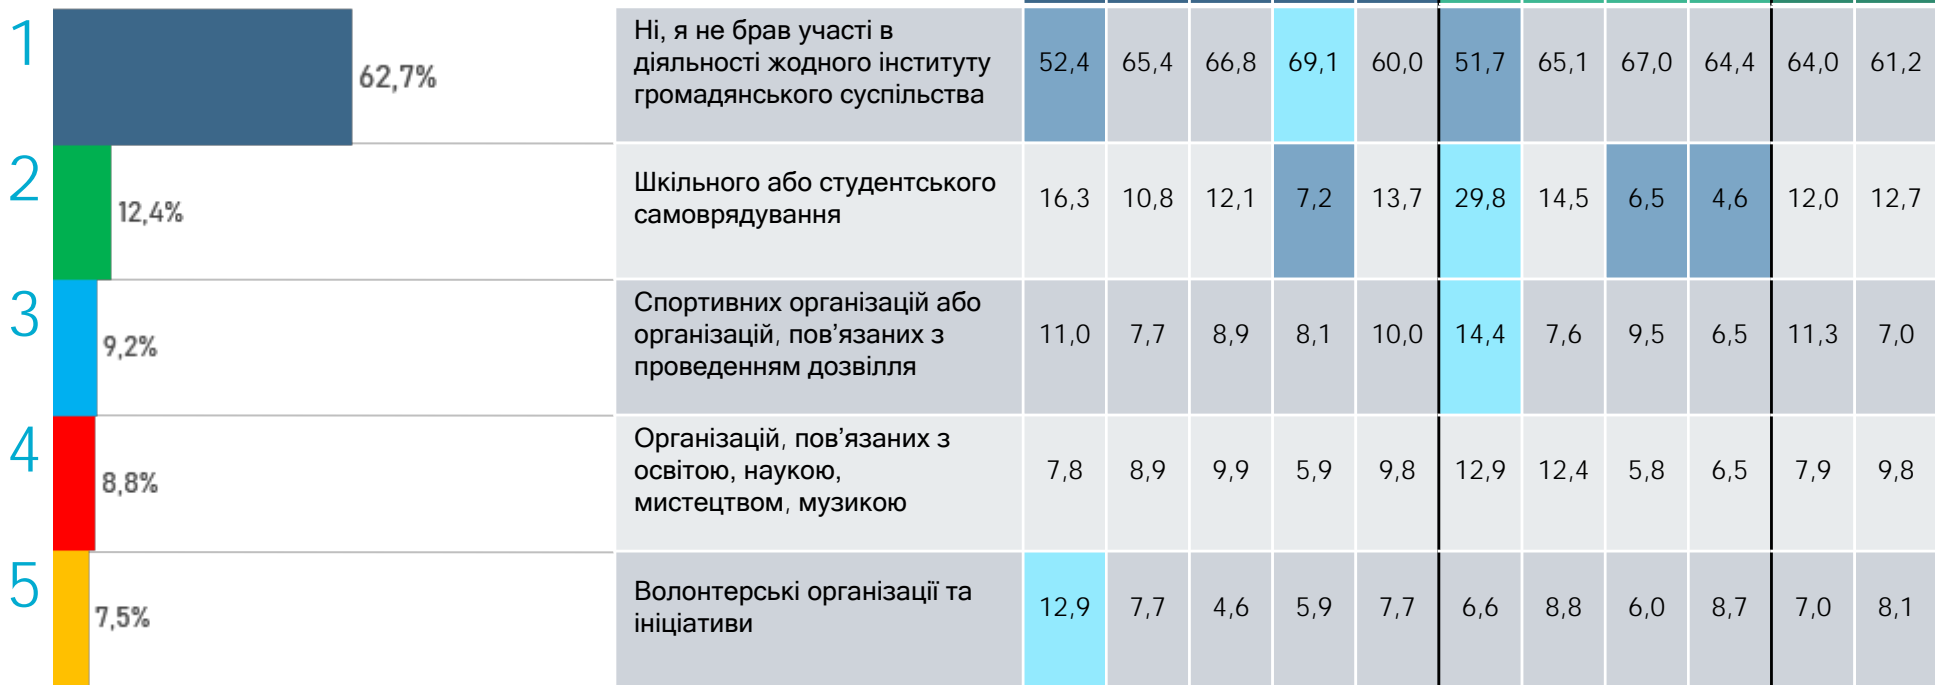 1
62,7%
Ні, я не брав участі в
діяльності жодного інституту
громадянського суспільства
52,4 65,4 66,8 69,1 60,0 51,7 65,1 67,0 64,4 64,0 61,2
2
12,4%
Шкільного або студентського
самоврядування
16,3 10,8 12,1 7,2 13,7 29,8 14,5 6,5 4,6 12,0 12,7
3
9,2%
Спортивних організацій або
організацій, пов’язаних з
проведенням дозвілля
11,0 7,7 8,9 8,1 10,0 14,4 7,6 9,5 6,5 11,3 7,0
4
8,8%
Організацій, пов’язаних з
освітою, наукою,
мистецтвом, музикою
7,8 8,9 9,9 5,9 9,8 12,9 12,4 5,8 6,5 7,9 9,8
5
7,5%
Волонтерські організації та
ініціативи
12,9 7,7 4,6 5,9 7,7 6,6 8,8 6,0 8,7 7,0 8,1